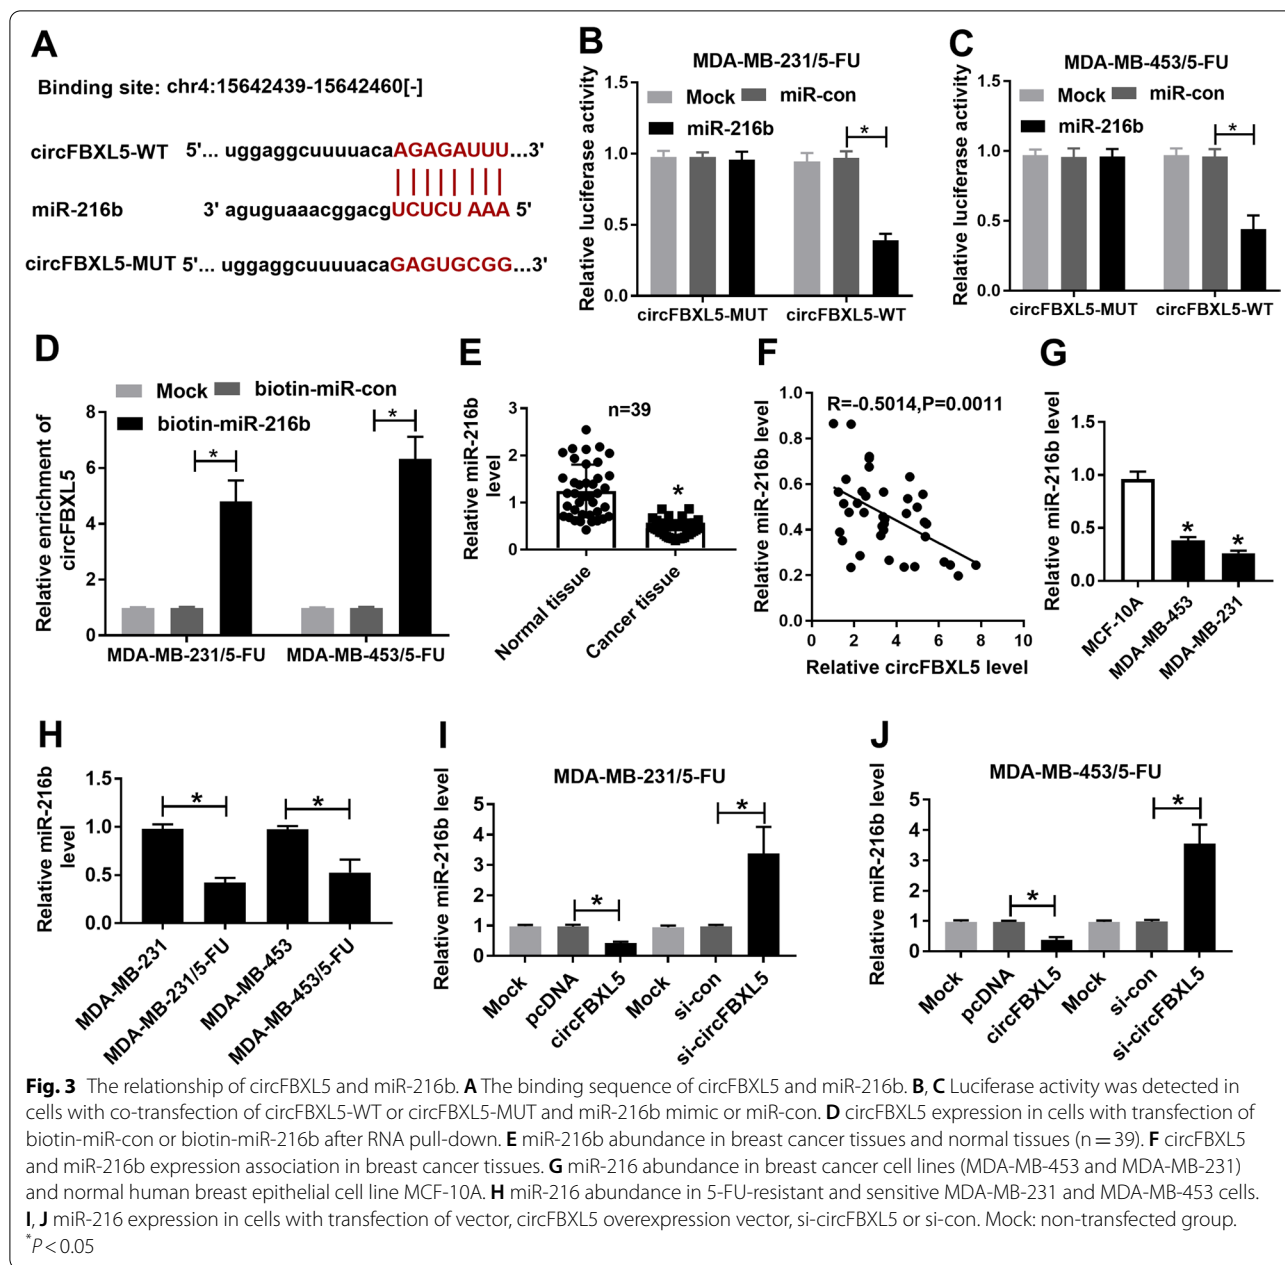 A
Binding site: chr4:15642439-15642460[-]
circFBXL5-WT 5'... uggaggcuuuuacaAGAGAUUU...3'
miR-216b 3' aguguaaacggacgUCUCU AAA 5'
circFBXL5-MUT 5'... uggaggcuuuuacaGAGUGCGG...3'
B
MDA-MB-231/5-FU
Mock miR-con
miR-216b
Relative luciferase activity
1.5
1.0
0.5
0.0
*
circFBXL5-MUT circFBXL5-WT
C
MDA-MB-453/5-FU
Mock miR-con
miR-216b
Relative luciferase activity
1.5
1.0
0.5
0.0
*
circFBXL5-MUT circFBXL5-WT
D
Mock biotin-miR-con
biotin-miR-216b
Relative enrichment of
circFBXL5
8
6
4
2
0
* *
MDA-MB-231/5-FU MDA-MB-453/5-FU
E
Relative miR-216b
level
n=39
3
2
1
0
*
Normal tissue
Cancer tissue
F
Relative miR-216b level
R=-0.5014,P=0.0011
1.0
0.8
0.6
0.4
0.2
0.0
0 2 4 6 8 10
Relative circFBXL5 level
G
Relative miR-216b level
1.5
1.0
0.5
0.0
* *
MCF-10A
MDA-MB-453
MDA-MB-231
H
Relative miR-216b
level
1.5
1.0
0.5
0.0
* *
MDA-MB-231
MDA-MB-231/5-FU
MDA-MB-453
MDA-MB-453/5-FU
I
MDA-MB-231/5-FU
Relative miR-216b level
5
4
3
2
1
0
* *
Mock
pcDNA
circFBXL5
Mock
si-con
si-circFBXL5
J
MDA-MB-453/5-FU
Relative miR-216b level
5
4
3
2
1
0
* *
Mock
pcDNA
circFBXL5
Mock
si-con
si-circFBXL5
Fig. 3 The relationship of circFBXL5 and miR-216b. A The binding sequence of circFBXL5 and miR-216b. B, C Luciferase activity was detected in
cells with co-transfection of circFBXL5-WT or circFBXL5-MUT and miR-216b mimic or miR-con. D circFBXL5 expression in cells with transfection of
biotin-miR-con or biotin-miR-216b after RNA pull-down. E miR-216b abundance in breast cancer tissues and normal tissues (n = 39). F circFBXL5
and miR-216b expression association in breast cancer tissues. G miR-216 abundance in breast cancer cell lines (MDA-MB-453 and MDA-MB-231)
and normal human breast epithelial cell line MCF-10A. H miR-216 abundance in 5-FU-resistant and sensitive MDA-MB-231 and MDA-MB-453 cells.
I, J miR-216 expression in cells with transfection of vector, circFBXL5 overexpression vector, si-circFBXL5 or si-con. Mock: non-transfected group.
*P < 0.05